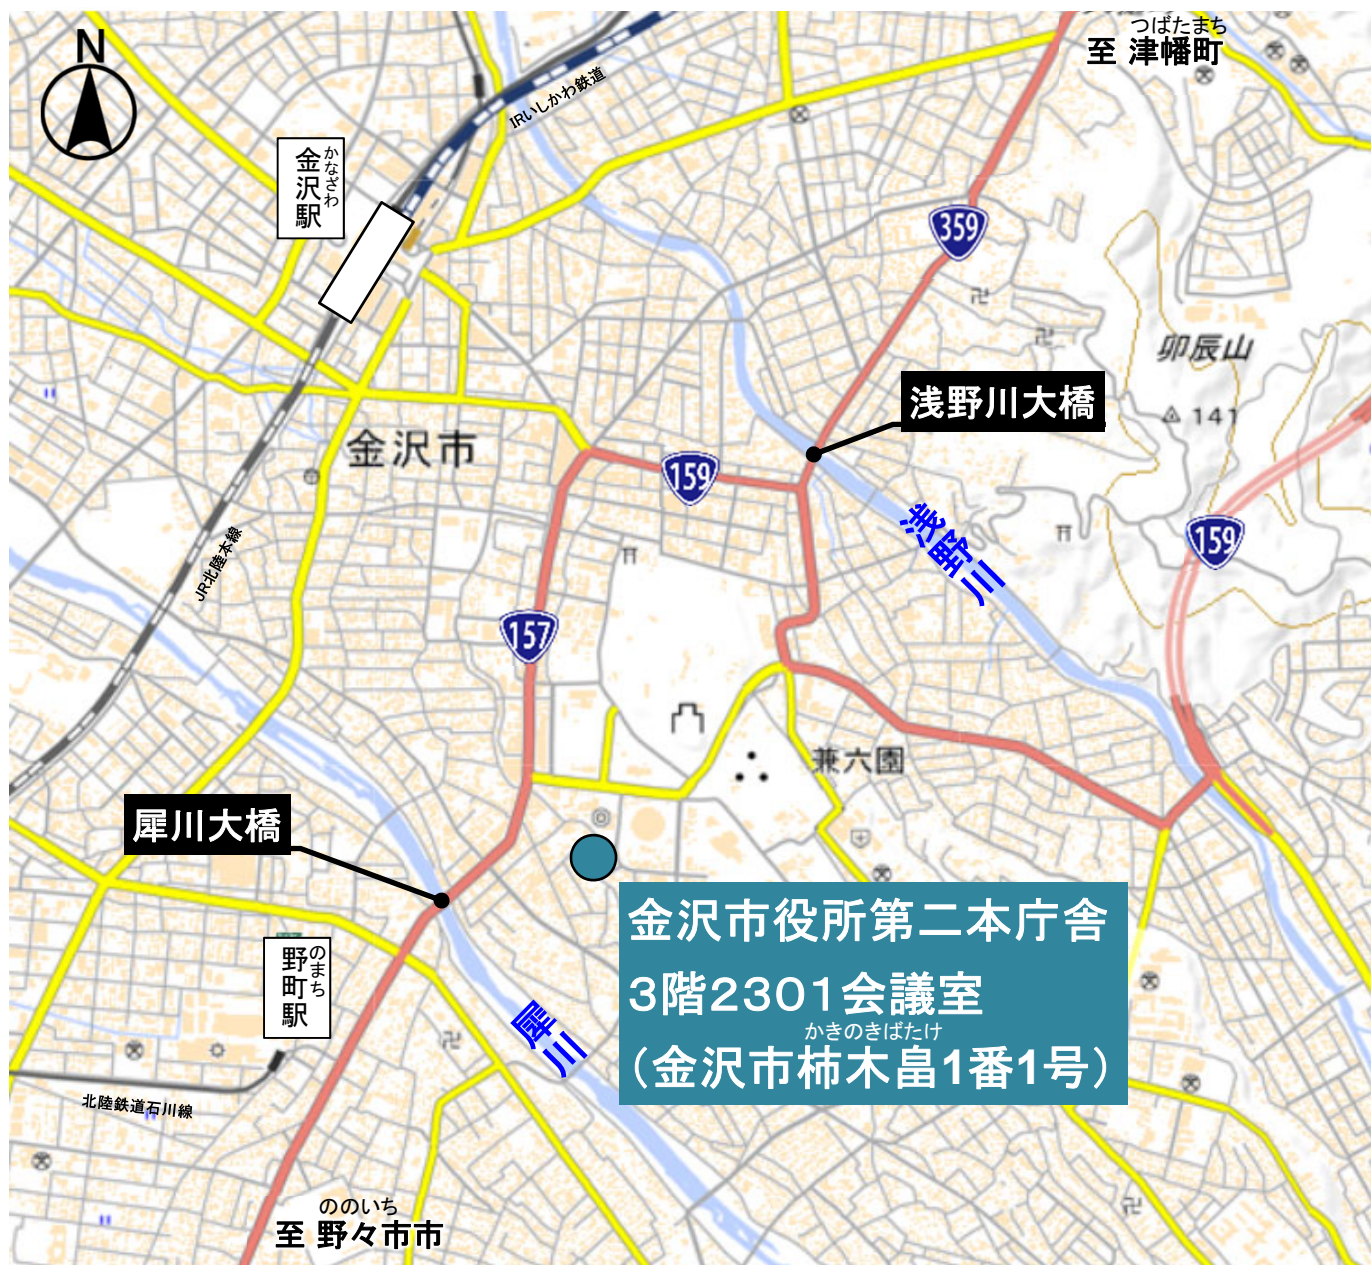 N
つばたまち
至 津幡町
IRいしかわ鉄道
かなざわ
金沢駅
359
卯辰山
浅野川大橋
141
金沢市
159
浅野川
159
JR北陸本線
157
兼六園
犀川大橋
金沢市役所第二本庁舎
3階2301会議室
かきのきばたけ
(金沢市柿木畠1番1号)
のまち
野町駅
犀川
北陸鉄道石川線
ののいち
至 野々市市